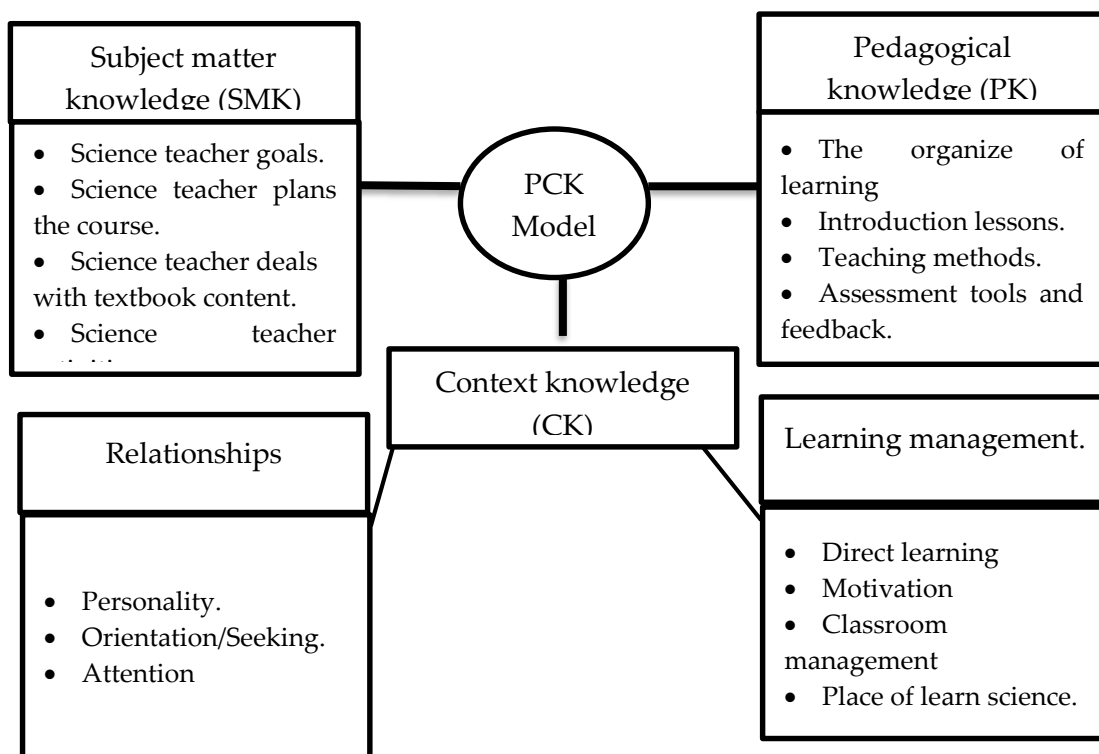 Subject matter
knowledge (SMK)
• Science teacher goals.
• Science teacher plans
the course.
• Science teacher deals
with textbook content.
• Science teacher
PCK
Model
Pedagogical
knowledge (PK)
• The organize of
learning
• Introduction lessons.
• Teaching methods.
• Assessment tools and
feedback.
Context knowledge
(CK)
Relationships
• Personality.
• Orientation/Seeking.
• Attention
Learning management.
• Direct learning
• Motivation
• Classroom
management
• Place of learn science.